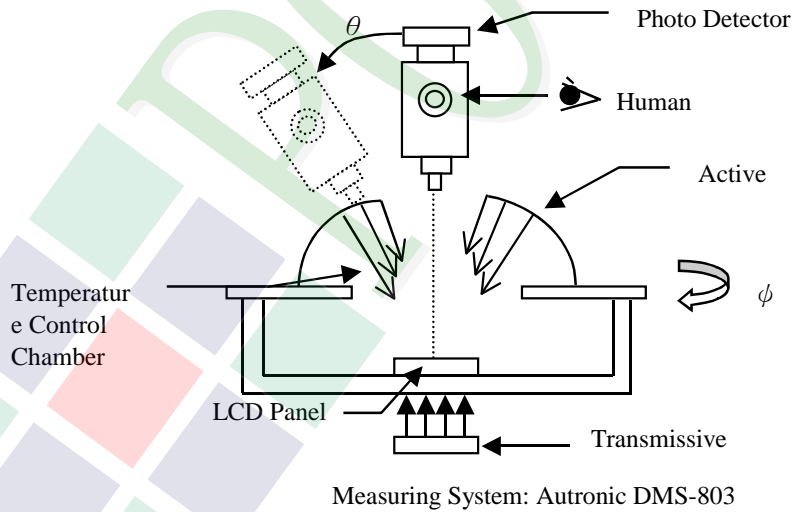 Photo Detector
θ
Human
Active
Temperatur
e Control
Chamber
ϕ
LCD Panel
Transmissive
Measuring System: Autronic DMS-803